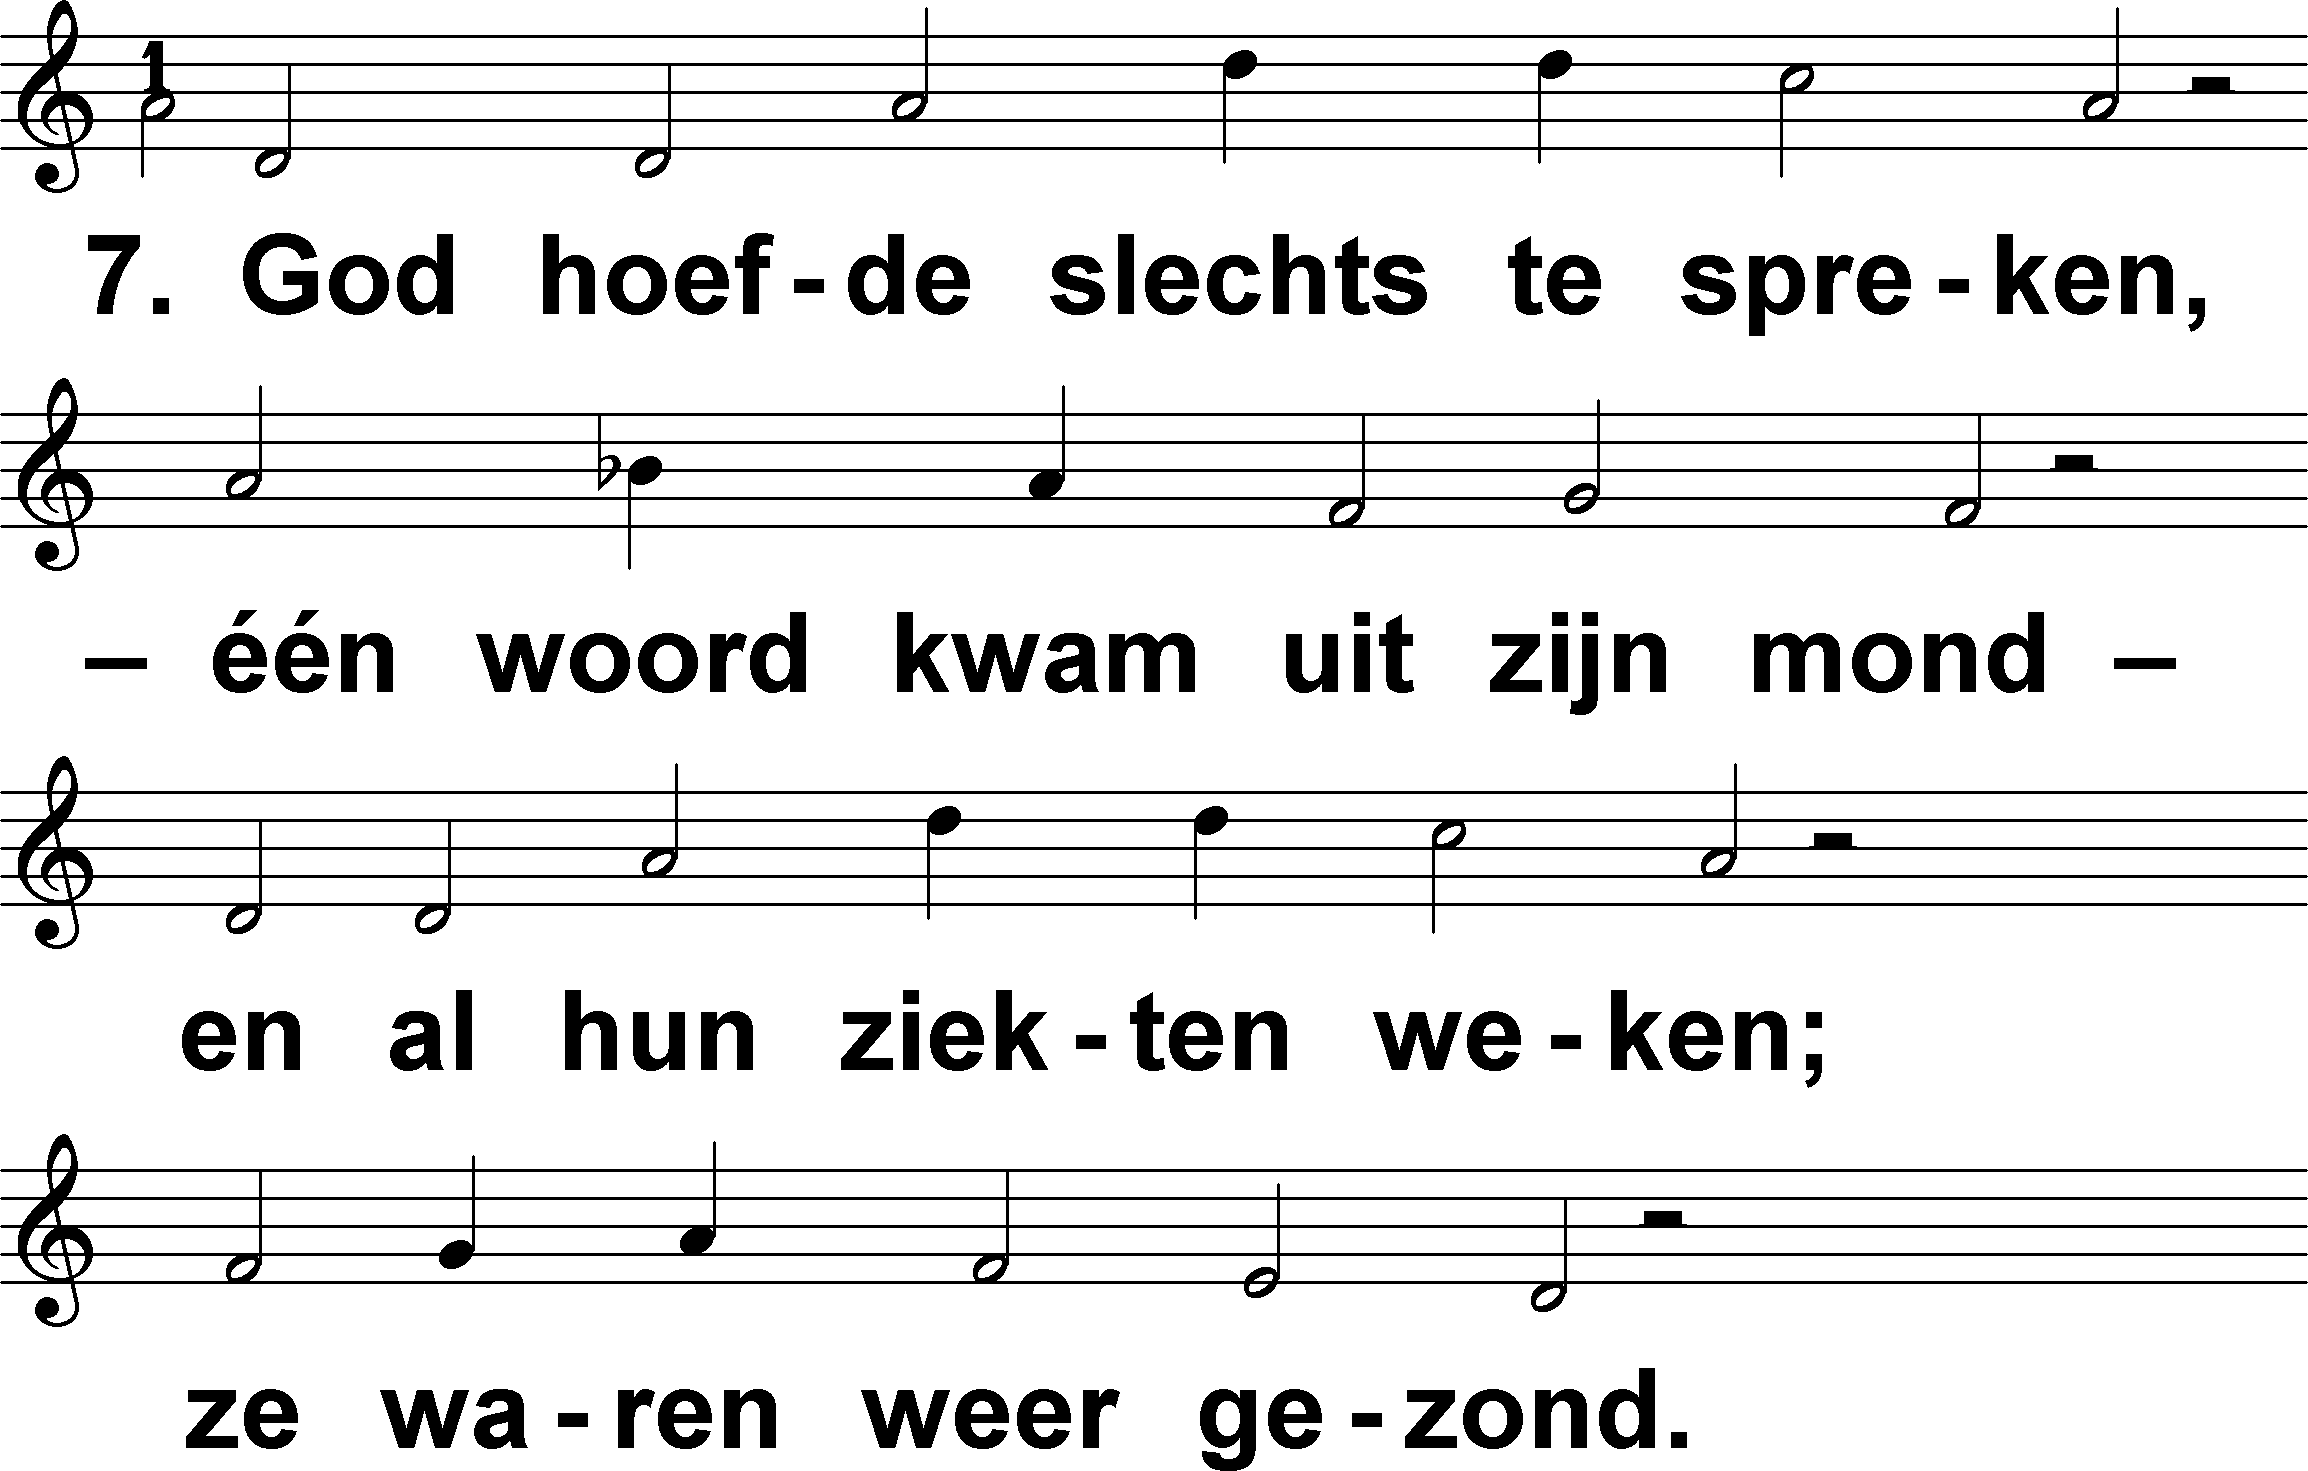 1
7. God hoef-de slechts te spre-ken,
– één woord kwam uit zijn mond –
en al hun ziek-ten we-ken;
ze wa-ren weer ge-zond.